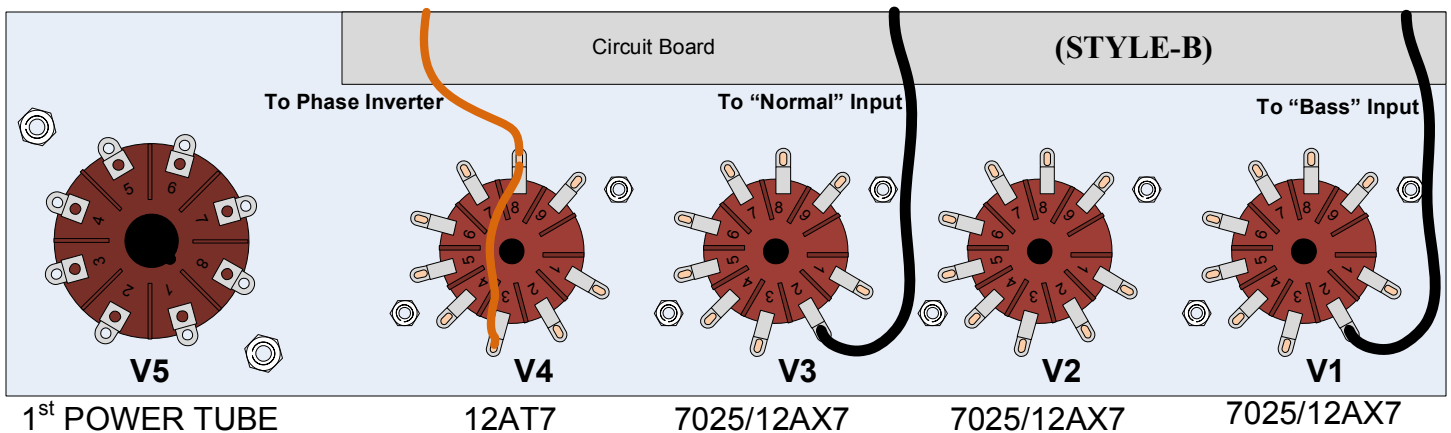 Circuit Board
(STYLE-B)
To Phase Inverter
To “Normal” Input
To “Bass” Input
5 6
4 7
3 8
2 1
7 8 9
6
5 1
4 3 2
7 8 9
6
5 1
4 3 2
7 8 9
6
5 1
4 3 2
7 8 9
6
5 1
4 3 2
V5
V4
V3
V2
V1
1st POWER TUBE
12AT7
7025/12AX7
7025/12AX7
7025/12AX7